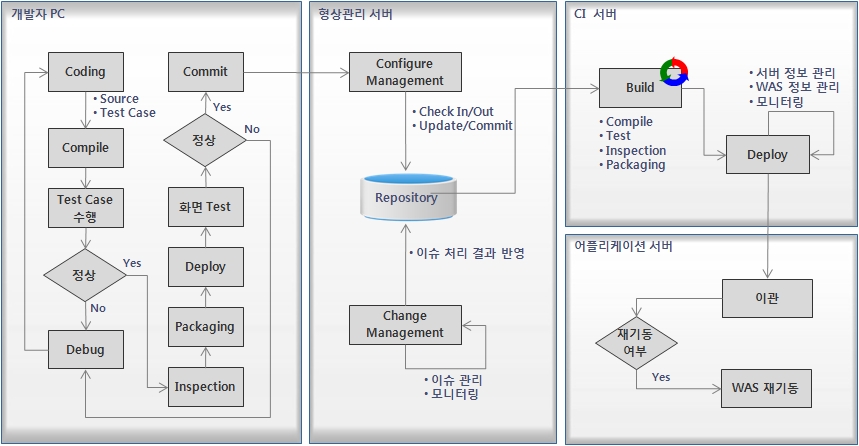 개발자 PC
Coding
• Source
• Test Case
Compile
Test Case
수행
정상
Yes
No
Debug
Commit
Yes
No
정상
화면 Test
Deploy
Packaging
Inspection
형상관리 서버
Configure
Management
• Check In/Out
• Update/Commit
Repository
• 이슈 처리 결과 반영
Change
Management
• 이슈 관리
• 모니터링
CI 서버
Build
• Compile
• Test
• Inspection
• Packaging
• 서버 정보 관리
• WAS 정보 관리
• 모니터링
Deploy
어플리케이션 서버
이관
재기동
여부
Yes
WAS 재기동